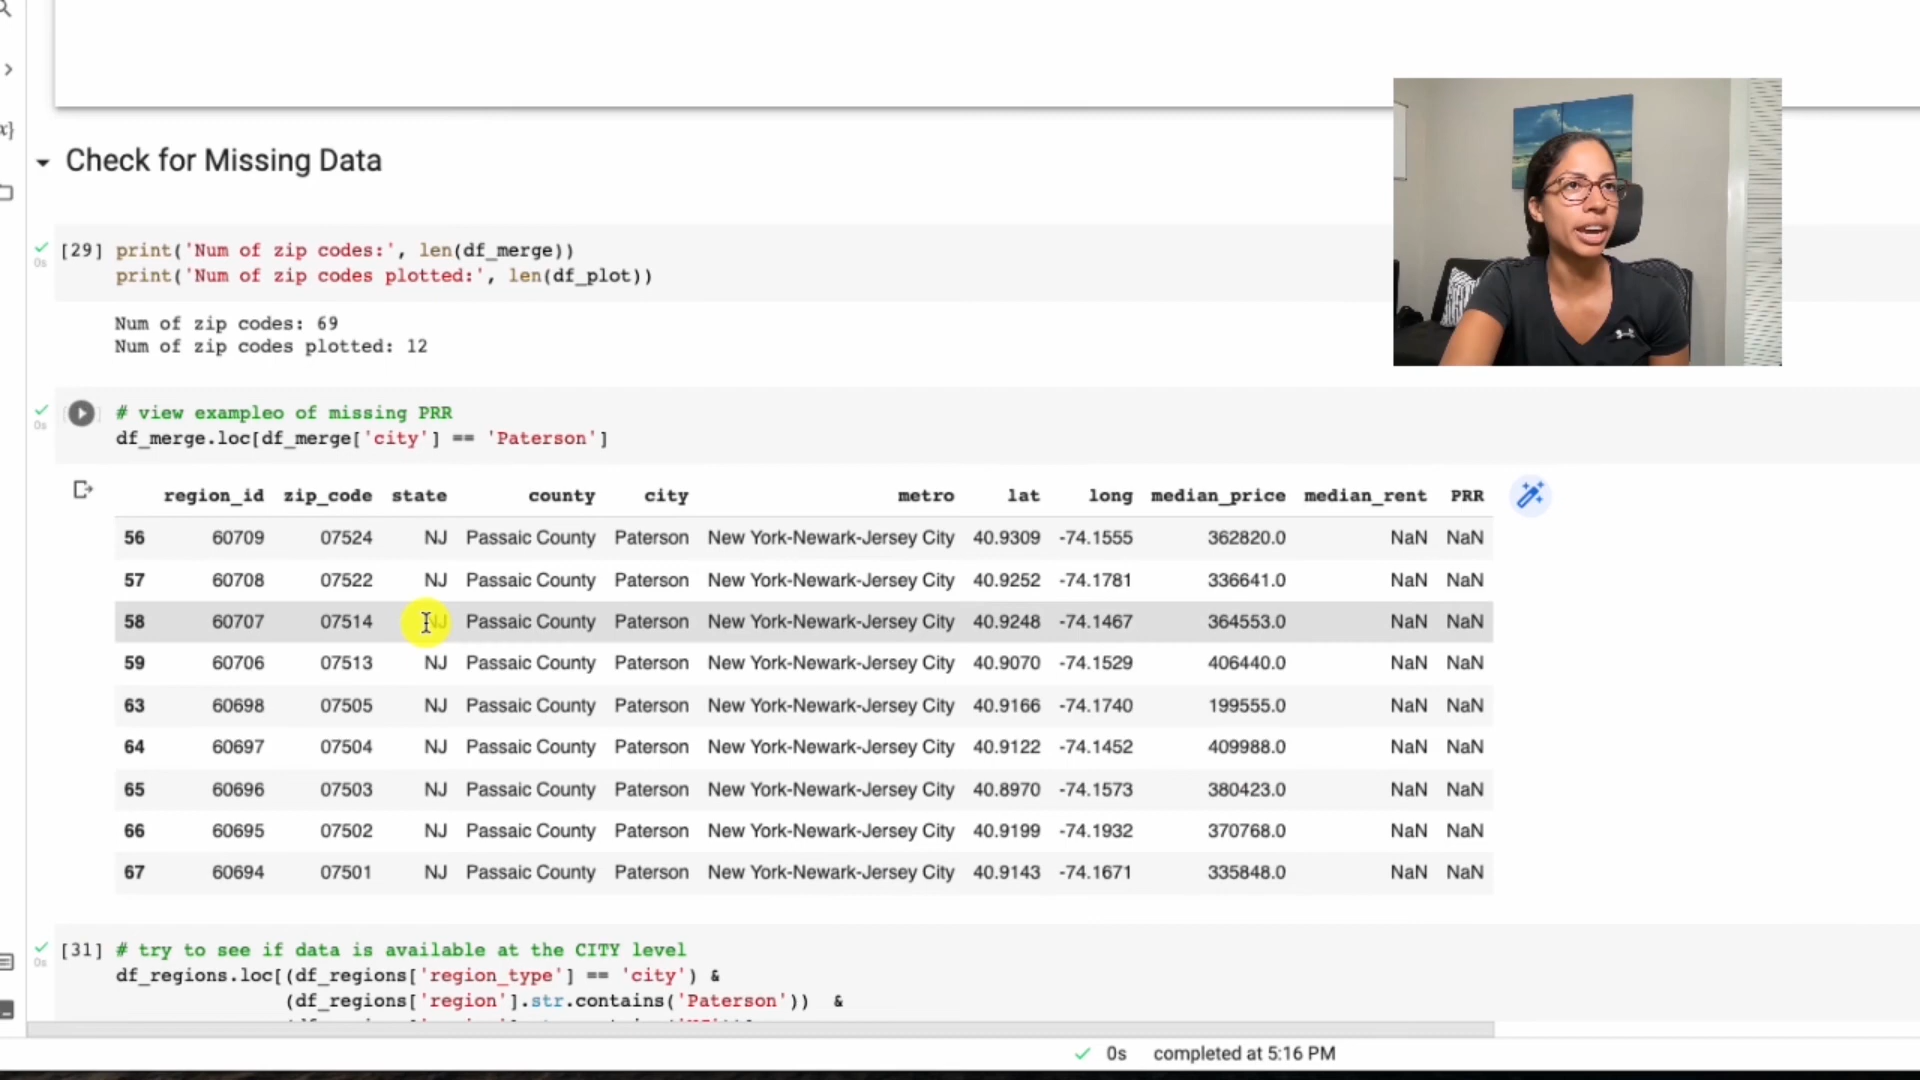 Check for Missing Data
[29] print('Num of zip codes:', len(df_merge))
print('Num of zip codes plotted:', len(df_plot))
0s
Num of zip codes: 69
Num of zip codes plotted: 12
# view exampleo of missing PRR
0s
df_merge.loc[df_merge['city'] == 'Paterson']
region_id zip_code state county city metro lat long median_price median_rent PRR
56 60709 07524 NJ Passaic County Paterson New York-Newark-Jersey City 40.9309 -74.1555 362820.0 NaN NaN
57 60708 07522 NJ Passaic County Paterson New York-Newark-Jersey City 40.9252 -74.1781 336641.0 NaN NaN
58 60707 07514 NJ Passaic County Paterson New York-Newark-Jersey City 40.9248 -74.1467 364553.0 NaN NaN
59 60706 07513 NJ Passaic County Paterson New York-Newark-Jersey City 40.9070 -74.1529 406440.0 NaN NaN
63 60698 07505 NJ Passaic County Paterson New York-Newark-Jersey City 40.9166 -74.1740 199555.0 NaN NaN
64 60697 07504 NJ Passaic County Paterson New York-Newark-Jersey City 40.9122 -74.1452 409988.0 NaN NaN
65 60696 07503 NJ Passaic County Paterson New York-Newark-Jersey City 40.8970 -74.1573 380423.0 NaN NaN
66 60695 07502 NJ Passaic County Paterson New York-Newark-Jersey City 40.9199 -74.1932 370768.0 NaN NaN
67 60694 07501 NJ Passaic County Paterson New York-Newark-Jersey City 40.9143 -74.1671 335848.0 NaN NaN
[31] # try to see if data is available at the CITY level
0s
df_regions.loc[(df_regions['region_type'] == 'city') &
(df_regions['region'].str.contains('Paterson')) &
0s completed at 5:16 PM